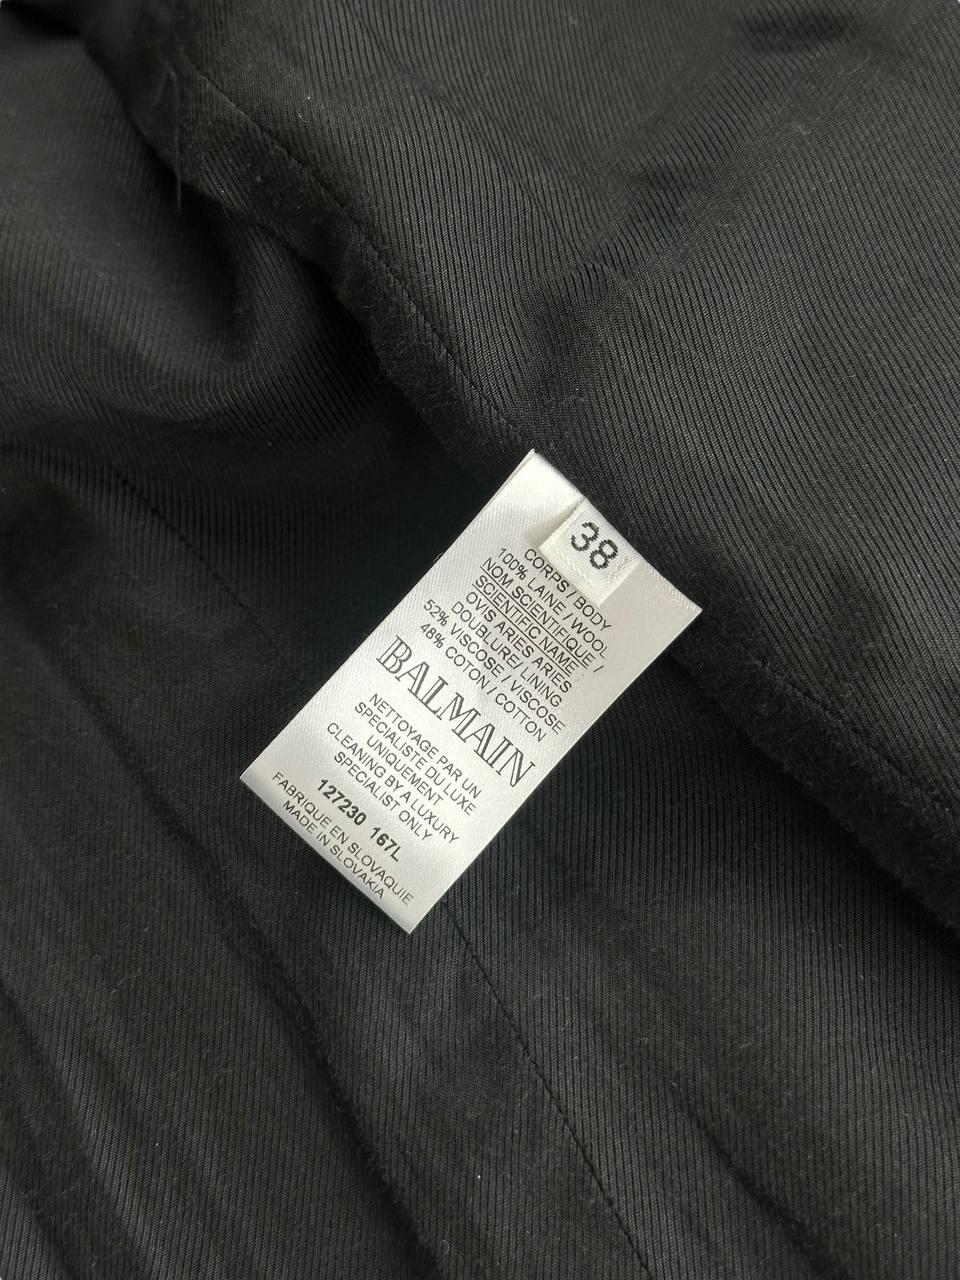 38
CORPS / BODY
100% LAINE / WOOL
NOM SCIENTIFIQUE /
SCIENTIFIC NAME
OVIS ARIES ARIES
DOUBLURE/ LINING
52% VISCOSE / VISCOSE
48% COTON / COTTON
BALMAIN
NETTOYAGE PAR UN
SPECIALISTE DU LUXE
UNIQUEMENT
CLEANING BY A LUXURY
SPECIALIST ONLY
127230 167L
FABRIQUE EN SLOVAQUIE
MADE IN SLOVAKIA